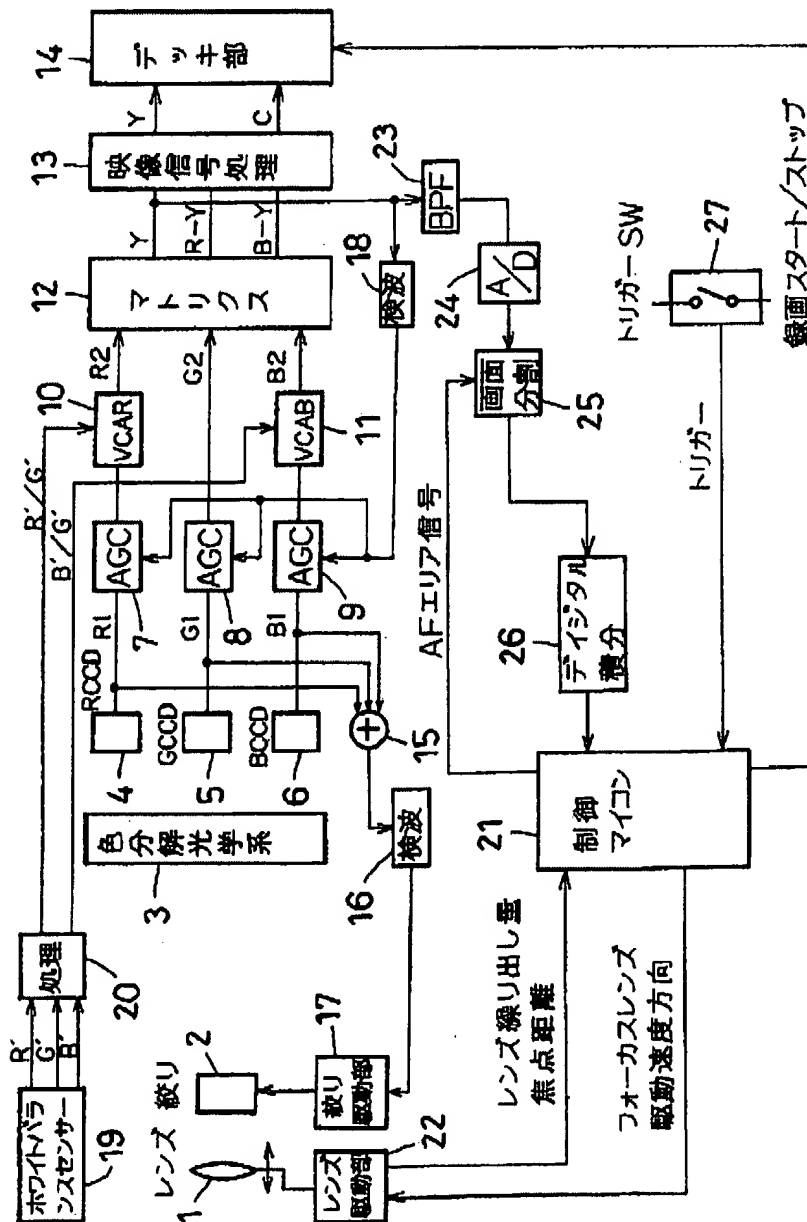 ホワイトバラ
ンスセンサー
19
R′
G′
B′
処理
20
R′/G′
B′/G′
レンズ
1
絞り
2
色分解光学系
3
RCCD
4
GCCD
5
BCCD
6
R1
G1
B1
AGC
7
AGC
8
AGC
9
VCAR
10
VCAB
11
R2
G2
B2
マトリクス
12
Y
R-Y
B-Y
映像信号処理
13
Y
C
デッキ部
14
+
15
検波
16
絞り
駆動部
17
検波
18
レンズ
駆動部
22
BPF
23
A/D
24
画面
分割
25
AFエリア信号
デイジタル
積分
26
制御
マイコン
21
レンズ繰り出し量
焦点距離
フォーカスレンズ
駆動速度方向
トリガーSW
27
トリガー
録画スタート/ストップ